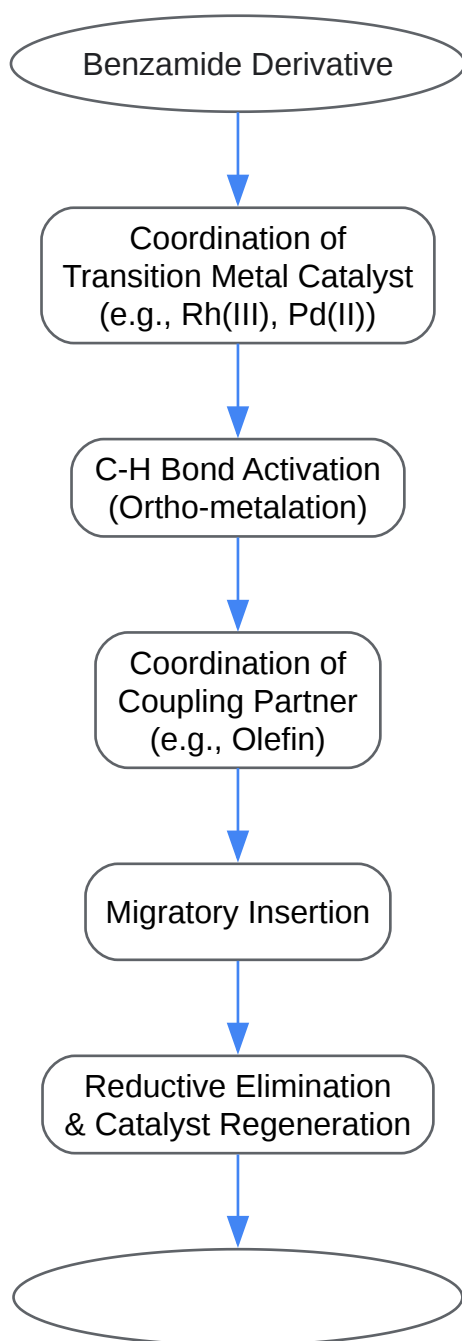 Benzamide Derivative
Coordination of
Transition Metal Catalyst
(e.g., Rh(III), Pd(II))
C-H Bond Activation
(Ortho-metalation)
Coordination of
Coupling Partner
(e.g., Olefin)
Migratory Insertion
Reductive Elimination
& Catalyst Regeneration